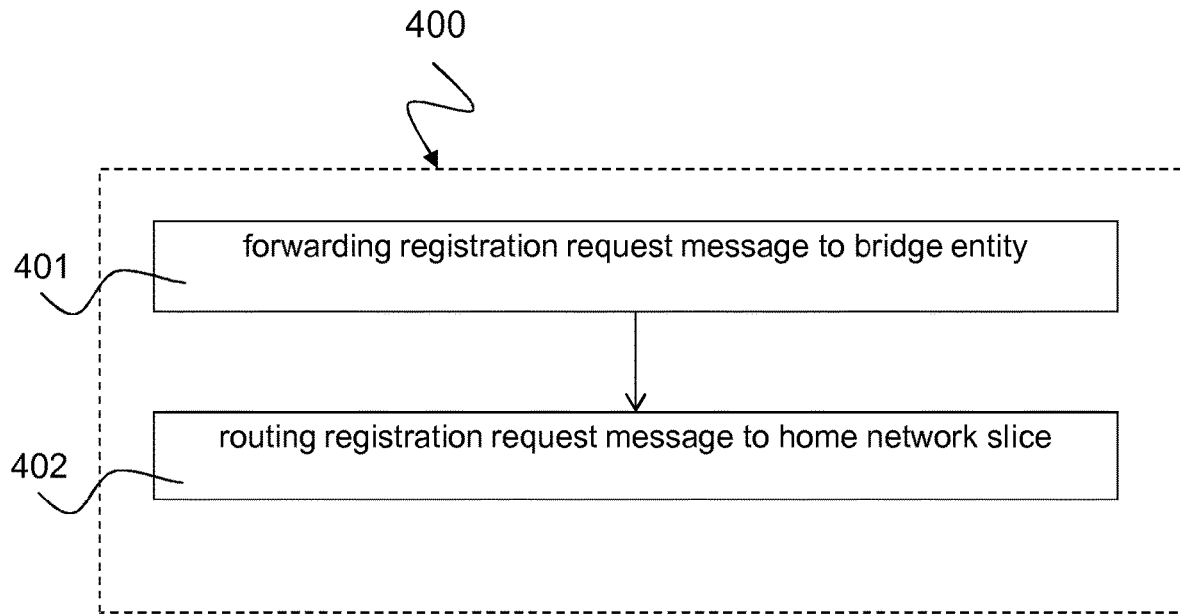 400
forwarding registration request message to bridge entity
401
routing registration request message to home network slice
402